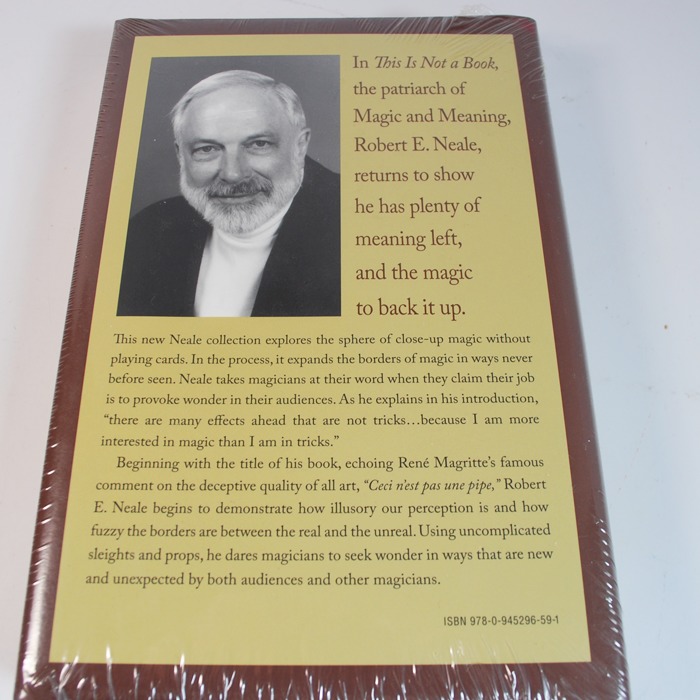 In This Is Not a Book,
the patriarch of
Magic and Meaning,
Robert E. Neale,
returns to show
he has plenty of
meaning left,
and the magic
to back it up.
This new Neale collection explores the sphere of close-up magic without
playing cards. In the process, it expands the borders of magic in ways never
before seen. Neale takes magicians at their word when they claim their job
is to provoke wonder in their audiences. As he explains in his introduction,
“there are many effects ahead that are not tricks…because I am more
interested in magic than I am in tricks.”
Beginning with the title of his book, echoing René Magritte’s famous
comment on the deceptive quality of all art, “Ceci n’est pas une pipe,” Robert
E. Neale begins to demonstrate how illusory our perception is and how
fuzzy the borders are between the real and the unreal. Using uncomplicated
sleights and props, he dares magicians to seek wonder in ways that are new
and unexpected by both audiences and other magicians.
ISBN 978-0-945296-59-1